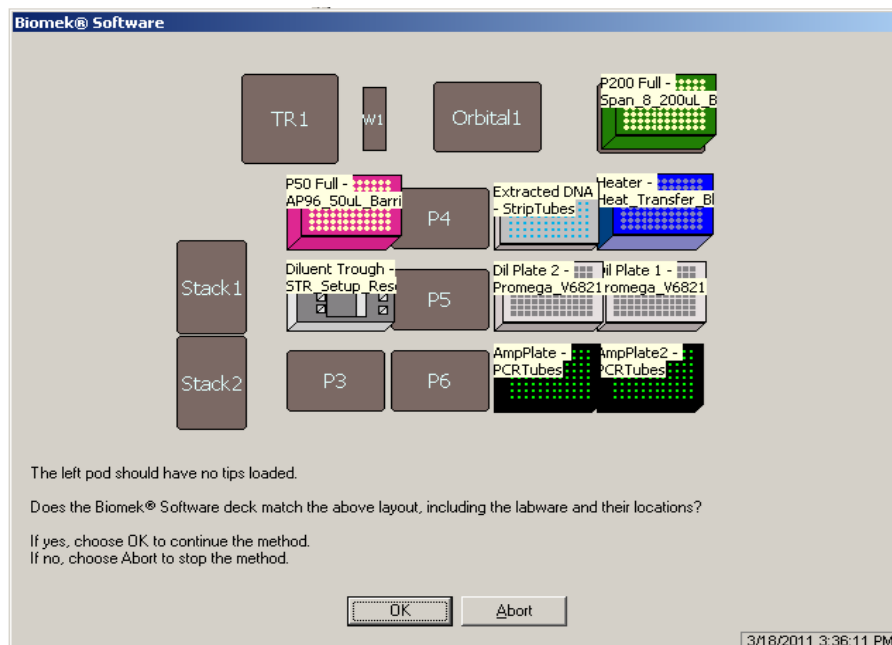 Biomek® Software
TR1
W1
Orbital1
P200 Full -
Span_8_200uL_B
P50 Full -
AP96_50uL_Barri
P4
Extracted DNA
- StripTubes
Heater -
Heat_Transfer_Bl
Stack1
Diluent Trough -
STR_Setup_Rese
P5
Dil Plate 2 -
Promega_V6821
Dil Plate 1 -
Promega_V6821
Stack2
P3
P6
AmpPlate -
PCRTubes
AmpPlate2 -
PCRTubes
The left pod should have no tips loaded.
Does the Biomek® Software deck match the above layout, including the labware and their locations?
If yes, choose OK to continue the method.
If no, choose Abort to stop the method.
OK
Abort
3/18/2011 3:36:11 PM